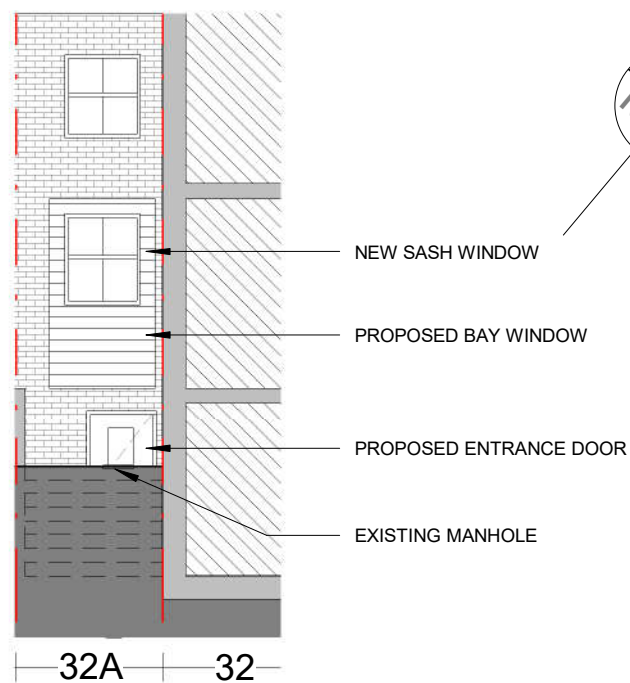 NEW SASH WINDOW
PROPOSED BAY WINDOW
PROPOSED ENTRANCE DOOR
EXISTING MANHOLE
32A 32